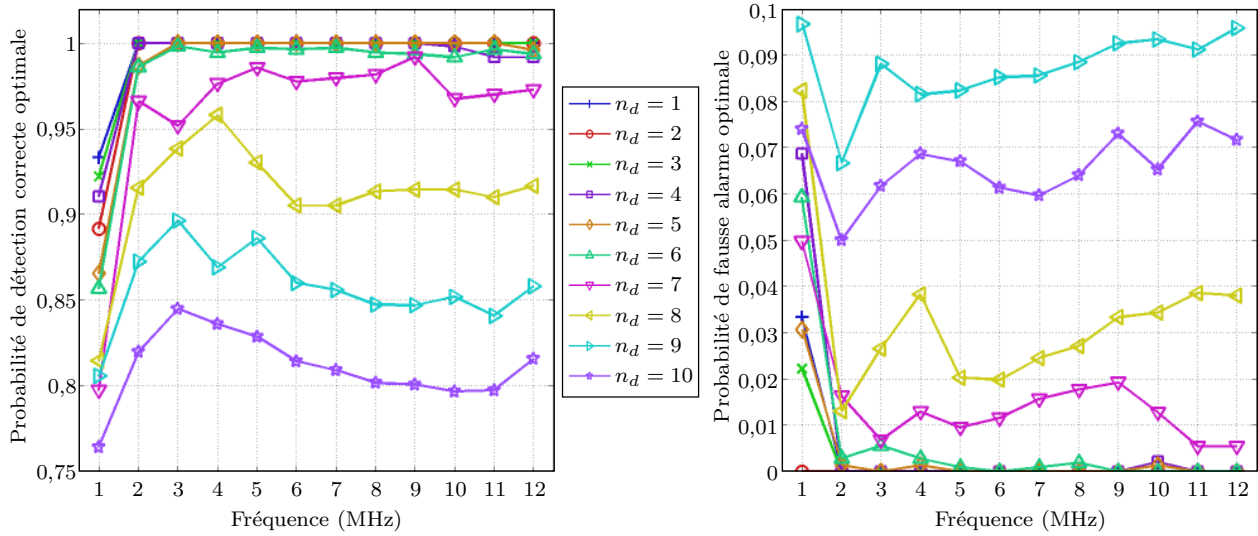 Probabilité de détection correcte optimale
1
0,95
0,9
0,85
0,8
0,75
1 2 3 4 5 6 7 8 9 10 11 12
Fréquence (MHz)
n_d = 1
n_d = 2
n_d = 3
n_d = 4
n_d = 5
n_d = 6
n_d = 7
n_d = 8
n_d = 9
n_d = 10
Probabilité de fausse alarme optimale
0,1
0,09
0,08
0,07
0,06
0,05
0,04
0,03
0,02
0,01
0
1 2 3 4 5 6 7 8 9 10 11 12
Fréquence (MHz)